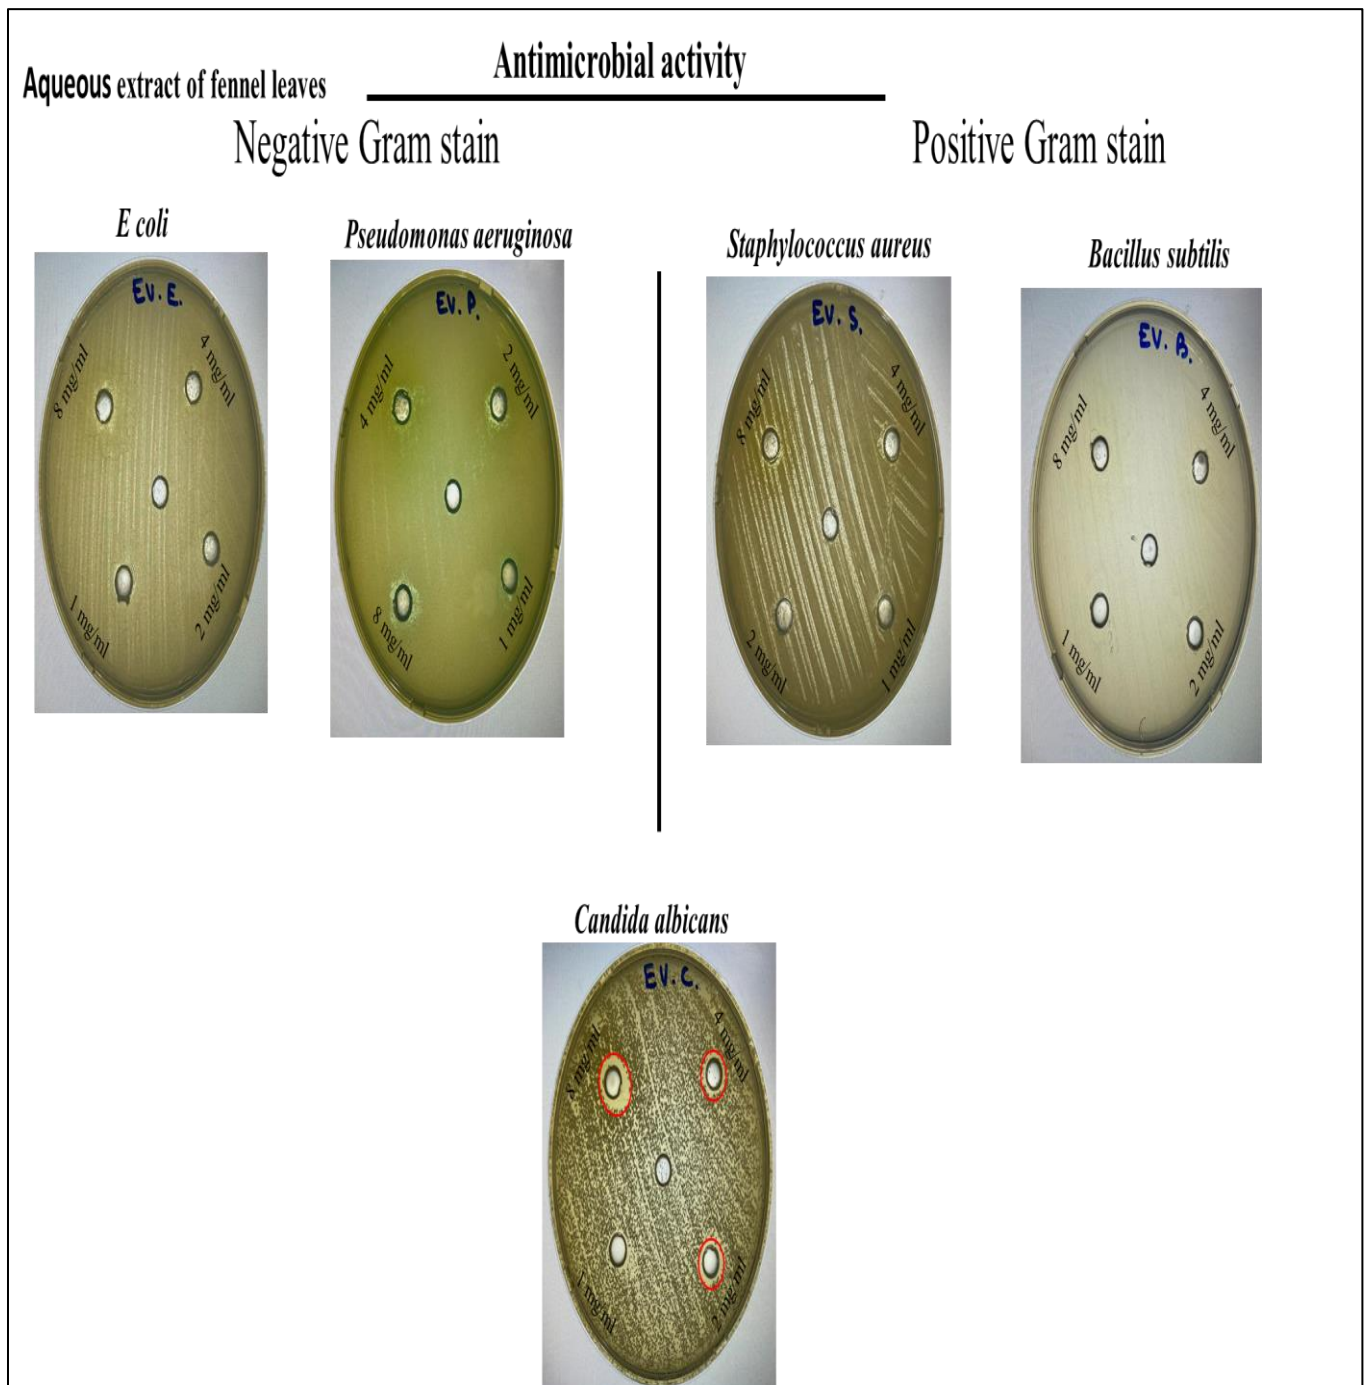 Antimicrobial activity
Aqueous extract of fennel leaves
Negative Gram stain
Positive Gram stain
E coli
Pseudomonas aeruginosa
Staphylococcus aureus
Bacillus subtilis
EV. E.
8 mg/ml
4 mg/ml
1 mg/ml
2 mg/ml
EV. P.
4 mg/ml
2 mg/ml
8 mg/ml
1 mg/ml
EV. S.
8 mg/ml
4 mg/ml
2 mg/ml
1 mg/ml
EV. B.
8 mg/ml
4 mg/ml
1 mg/ml
2 mg/ml
Candida albicans
EV. C.
8 mg/ml
4 mg/ml
1 mg/ml
2 mg/ml